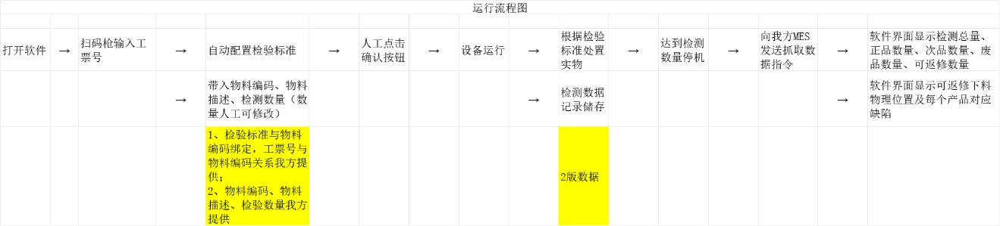 运行流程图
打开软件
→
扫码枪输入工
票号
→
自动配置检验标准
→
人工点击
确认按钮
→
设备运行
→
根据检验
标准处置
实物
→
达到检测
数量停机
→
向我方MES
发送抓取数
据指令
→
软件界面显示检测总量、
正品数量、次品数量、废
品数量、可返修数量
→
带入物料编码、物料
描述、检测数量（数
量人工可修改）
→
检测数据
记录储存
→
软件界面显示可返修下料
物理位置及每个产品对应
缺陷
1、检验标准与物料
编码绑定，工票号与
物料编码关系我方提
供；
2、物料编码、物料
描述、检验数量我方
提供
2版数据